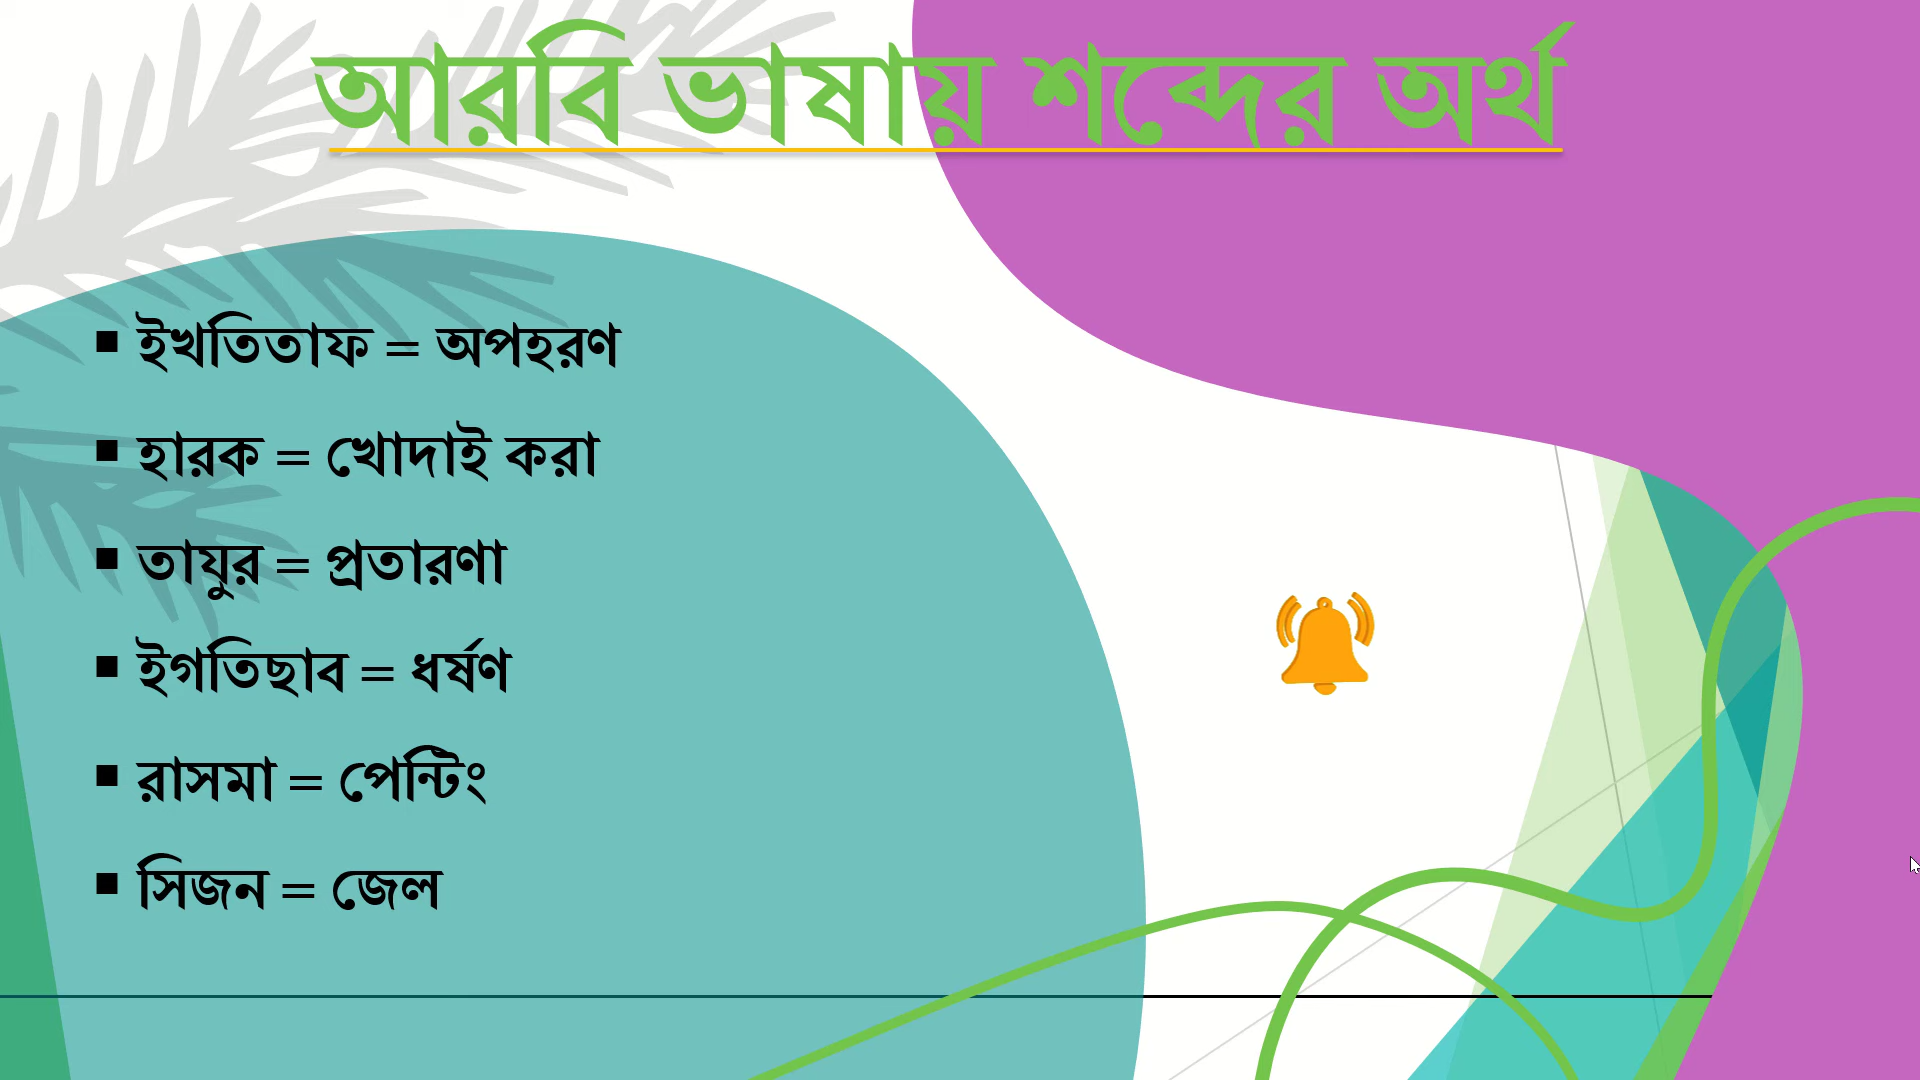 আরবি ভাষায় শব্দের অর্থ
▪ ইখতিতাফ = অপহরণ
▪ হারক = খোদাই করা
▪ তাযুর = প্রতারণা
▪ ইগতিছাব = ধর্ষণ
▪ রাসমা = পেন্টিং
▪ সিজন = জেল